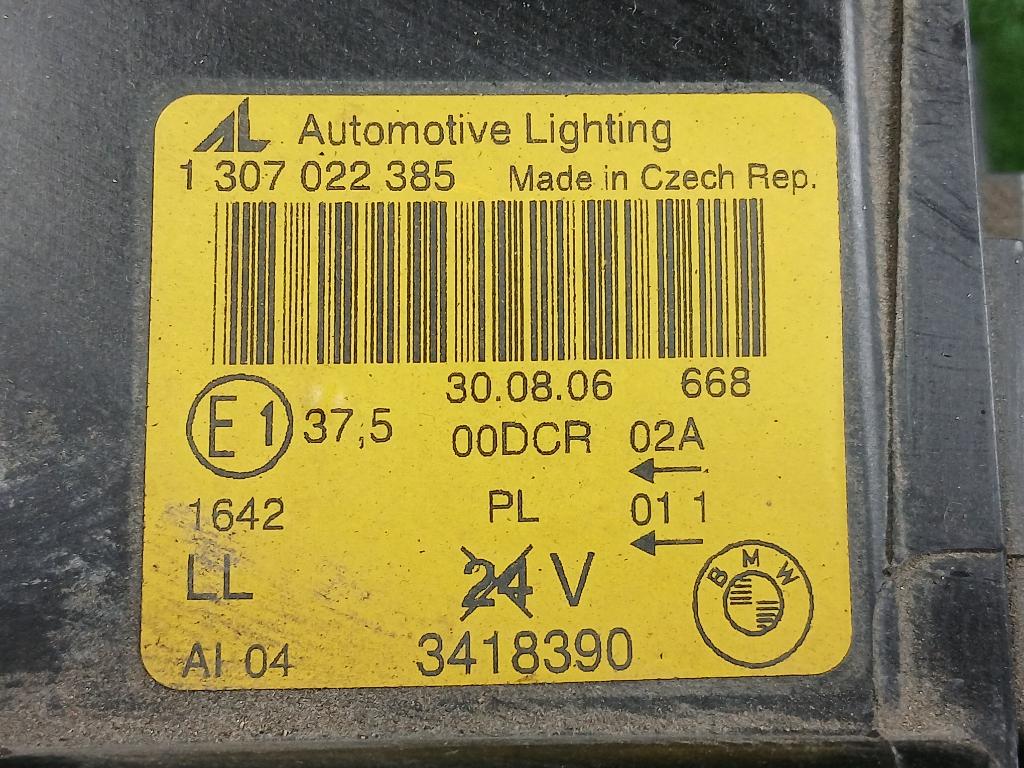 AL Automotive Lighting
1 307 022 385 Made in Czech Rep.
30.08.06 668
E1 37,5 00DCR 02A
1642 PL 01 1
LL 24 V
AI 04 3418390
BMW